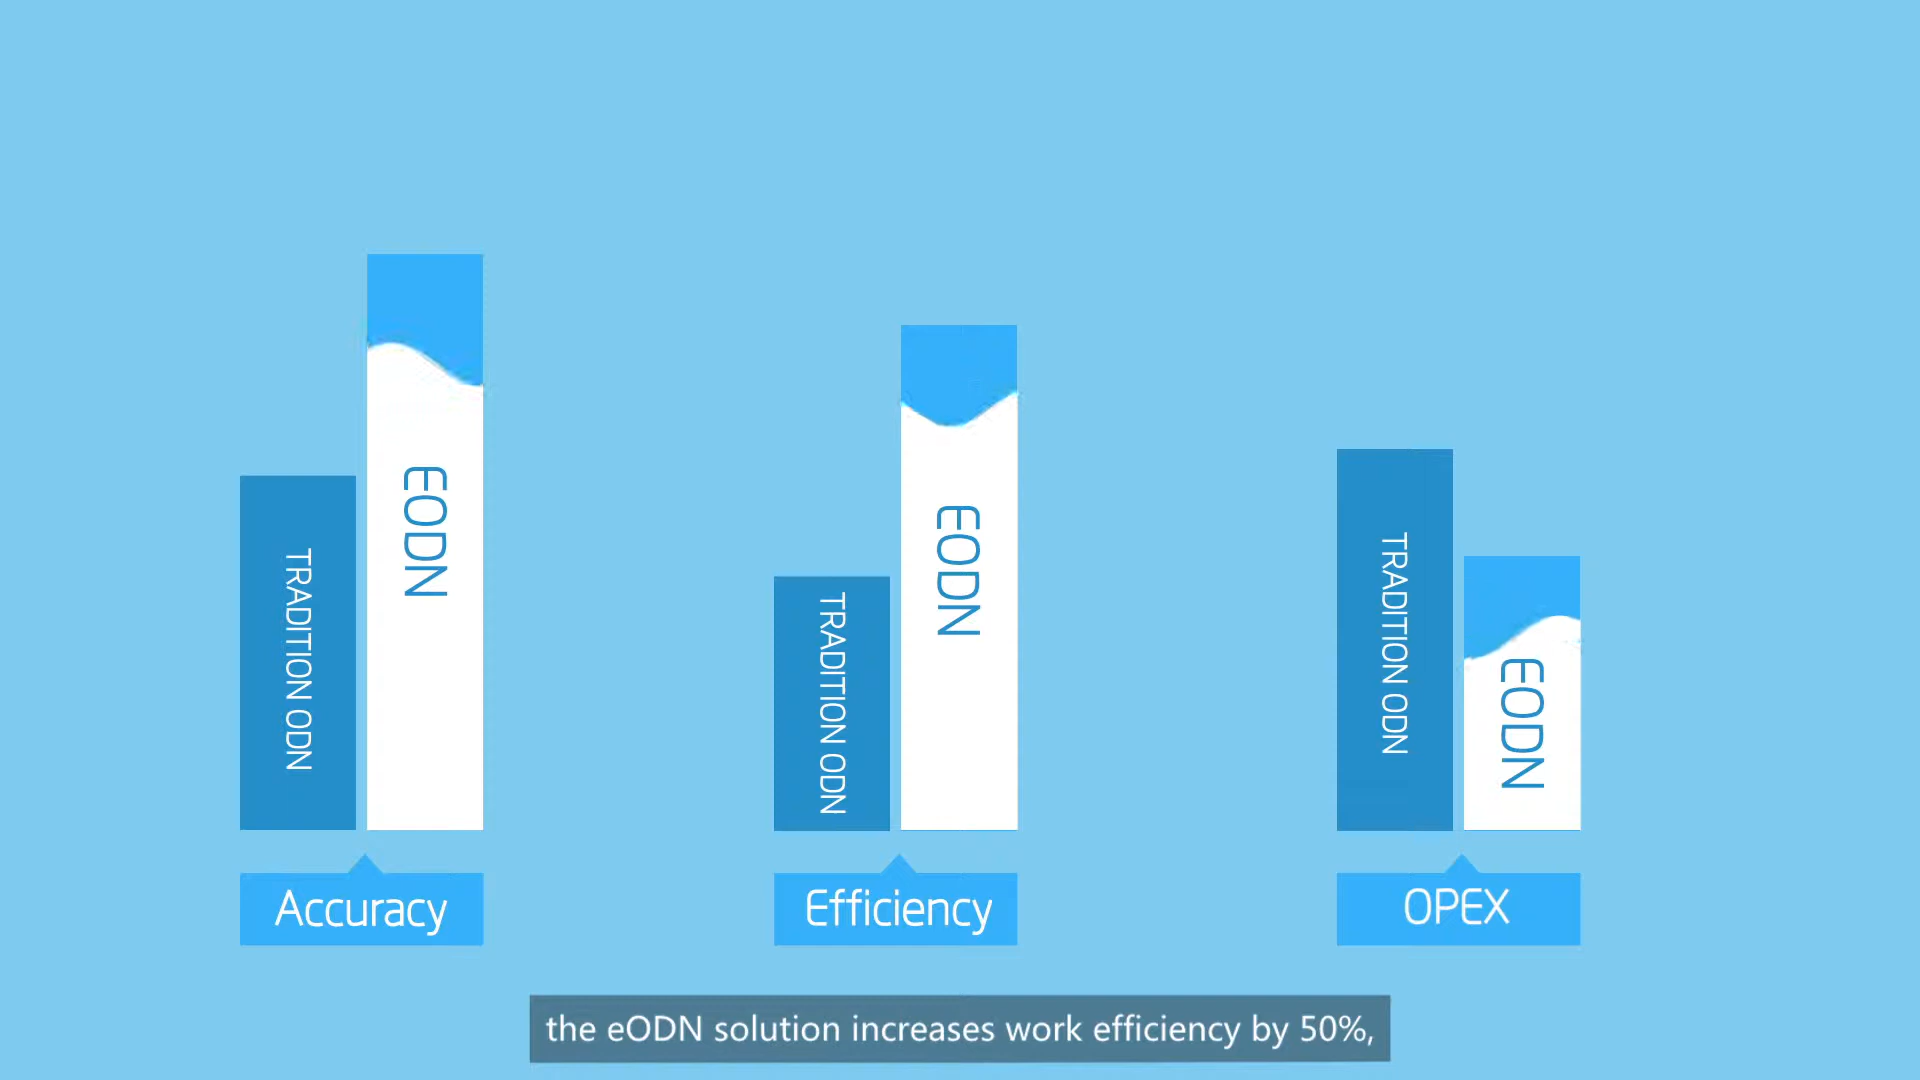 TRADITION ODN
EODN
Accuracy
TRADITION ODN
EODN
Efficiency
TRADITION ODN
EODN
OPEX
the eODN solution increases work efficiency by 50%,